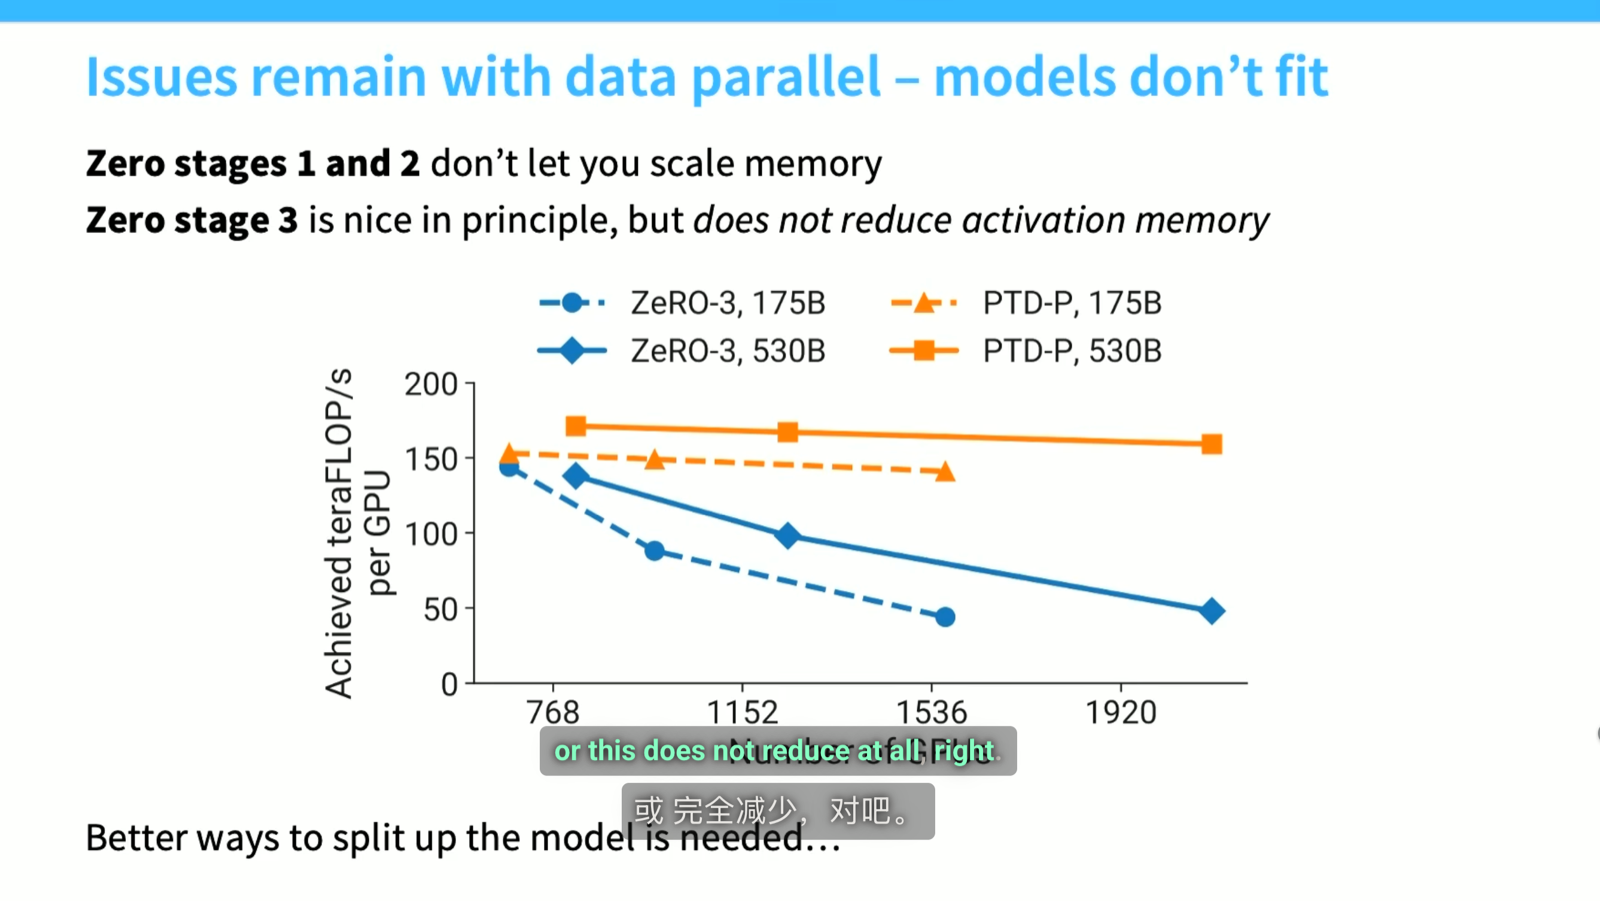 Issues remain with data parallel – models don't fit
Zero stages 1 and 2 don't let you scale memory
Zero stage 3 is nice in principle, but does not reduce activation memory
ZeRO-3, 175B
PTD-P, 175B
ZeRO-3, 530B
PTD-P, 530B
Achieved teraFLOP/s
per GPU
200
150
100
50
0
768
1152
1536
1920
Number of GPUs
or this does not reduce at all, right.
或 完全减少，对吧。
Better ways to split up the model is needed…